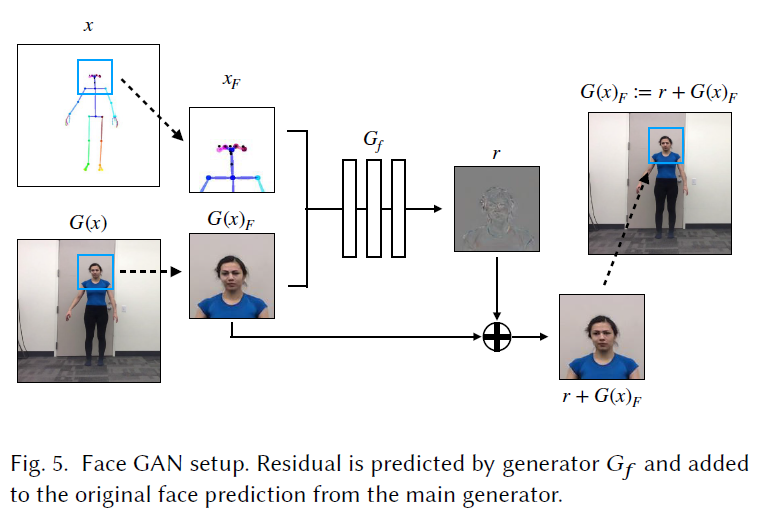 x
x_F
G(x)_F := r + G(x)_F
G_f
r
G(x)
G(x)_F
r + G(x)_F
Fig. 5. Face GAN setup. Residual is predicted by generator G_f and added
to the original face prediction from the main generator.